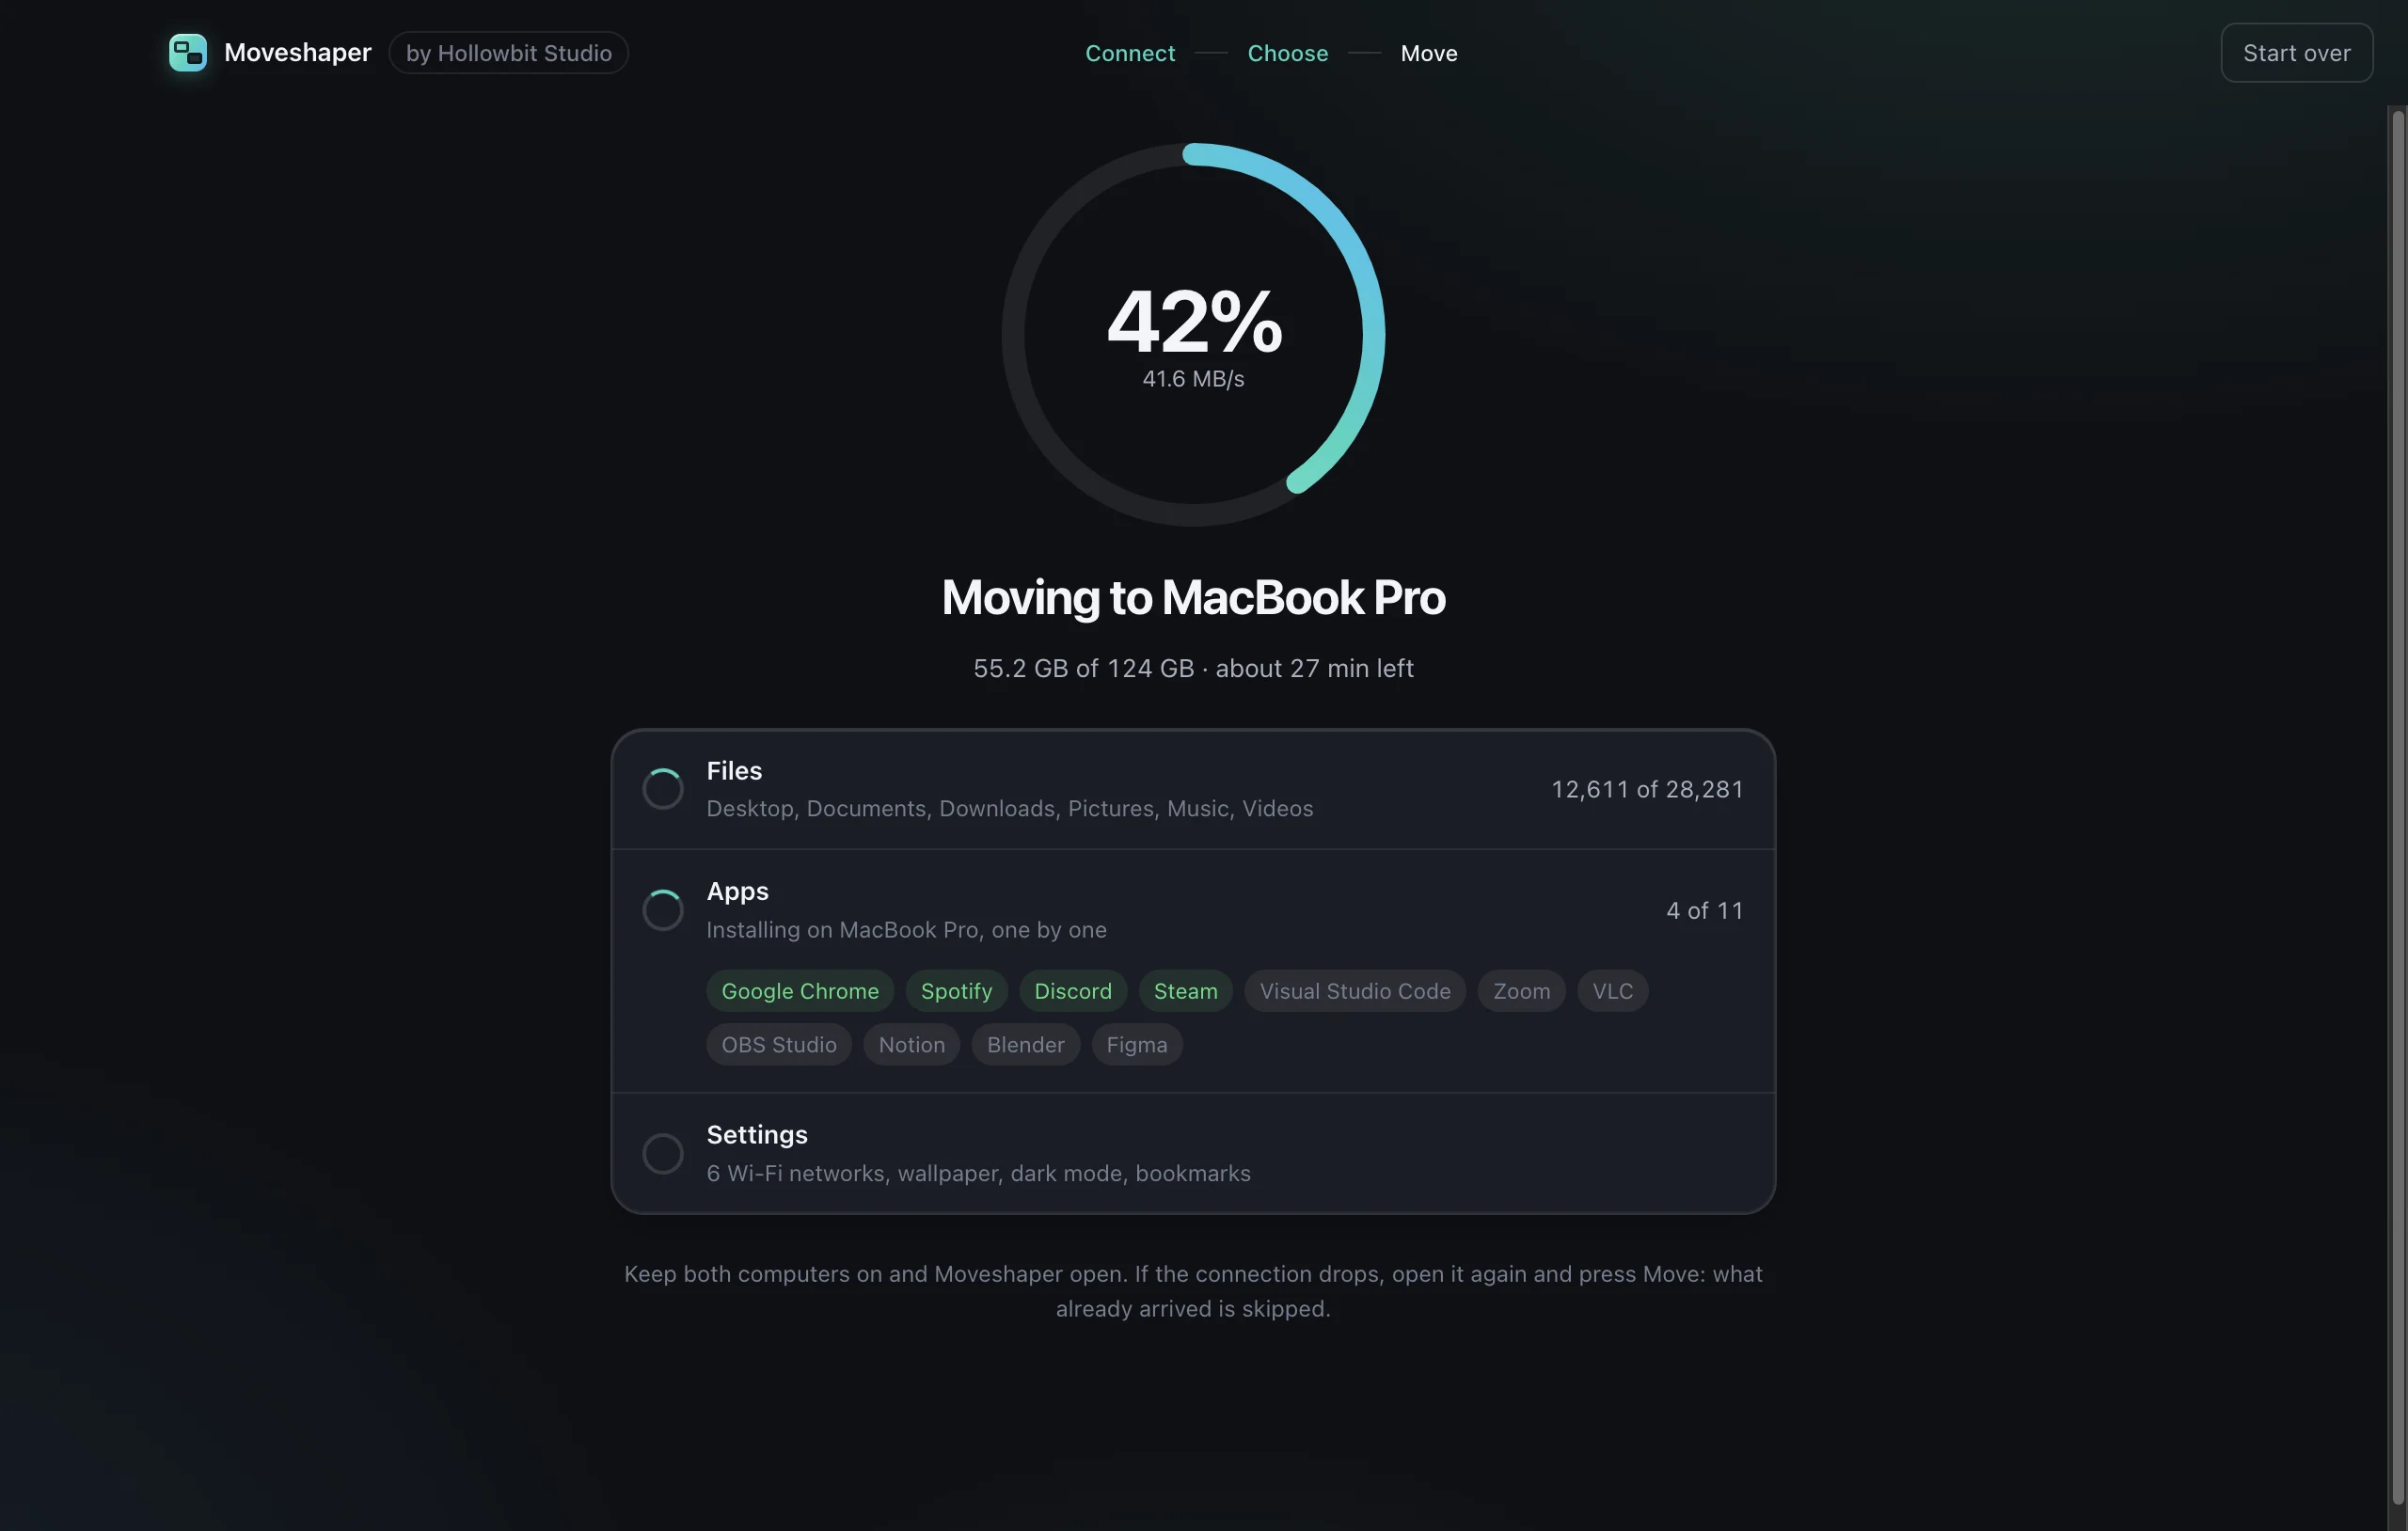 Moveshaper
by Hollowbit Studio
Connect
Choose
Move
Start over
42%
41.6 MB/s
Moving to MacBook Pro
55.2 GB of 124 GB · about 27 min left
Files
Desktop, Documents, Downloads, Pictures, Music, Videos
12,611 of 28,281
Apps
Installing on MacBook Pro, one by one
4 of 11
Google Chrome
Spotify
Discord
Steam
Visual Studio Code
Zoom
VLC
OBS Studio
Notion
Blender
Figma
Settings
6 Wi-Fi networks, wallpaper, dark mode, bookmarks
Keep both computers on and Moveshaper open. If the connection drops, open it again and press Move: what
already arrived is skipped.